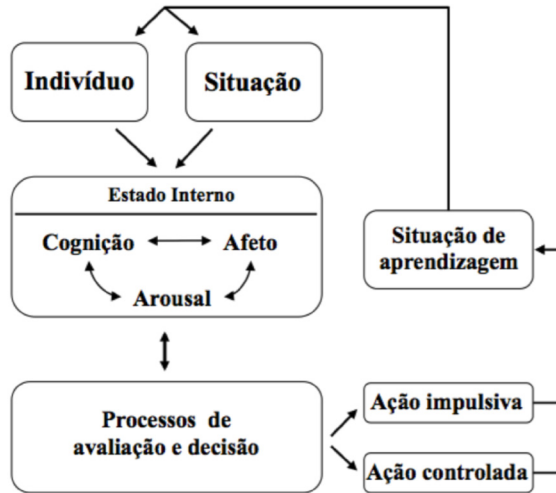 Indivíduo
Situação
Estado Interno
Cognição
Afeto
Arousal
Situação de
aprendizagem
Processos de
avaliação e decisão
Ação impulsiva
Ação controlada